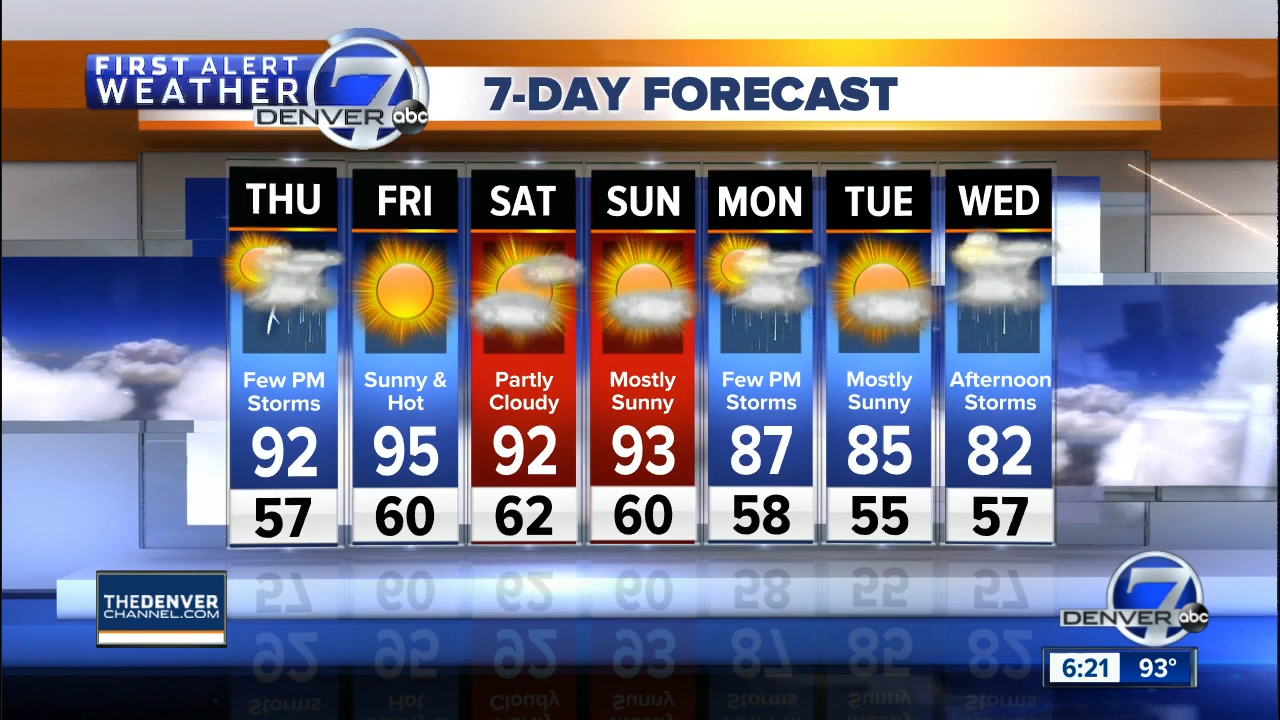 FIRST ALERT
WEATHER
7
DENVER abc
7-DAY FORECAST
THU FRI SAT SUN MON TUE WED
Few PM Sunny & Partly Mostly Few PM Mostly Afternoon
Storms Hot Cloudy Sunny Storms Sunny Storms
92 95 92 93 87 85 82
57 60 62 60 58 55 57
THEDENVER
CHANNEL.COM
7
DENVER abc
6:21 93°